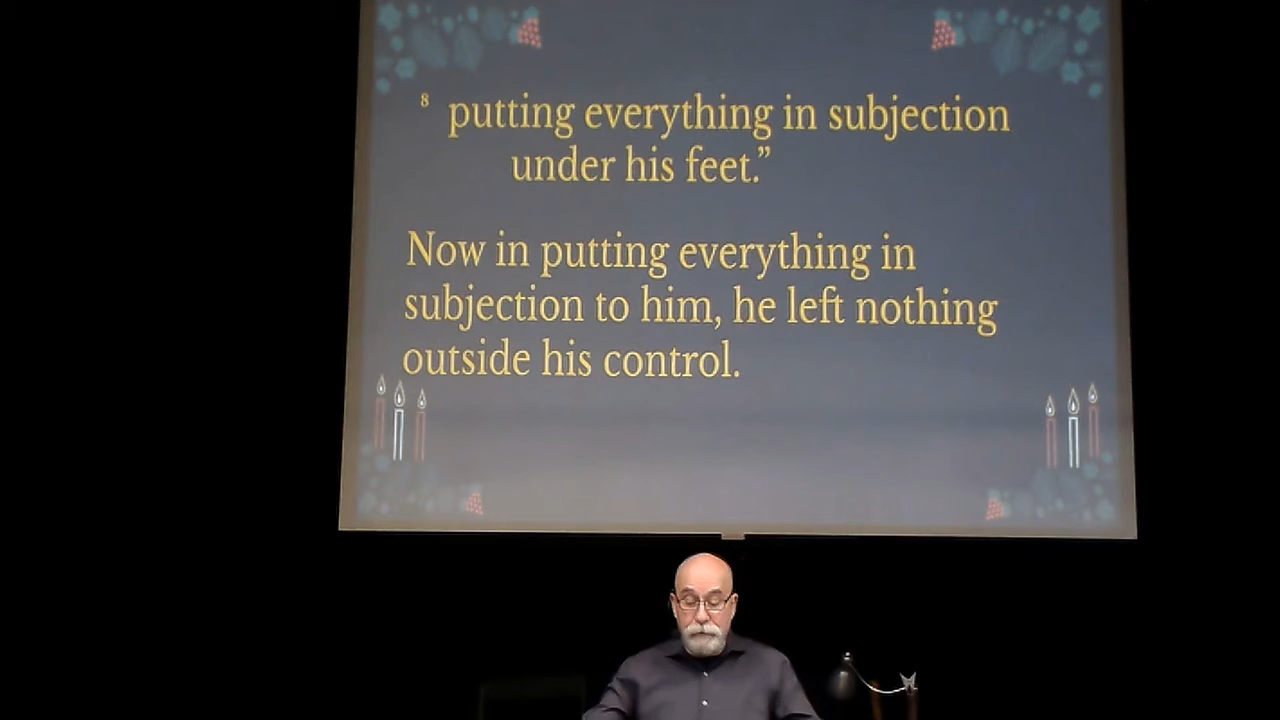 8 putting everything in subjection
under his feet.”
Now in putting everything in
subjection to him, he left nothing
outside his control.